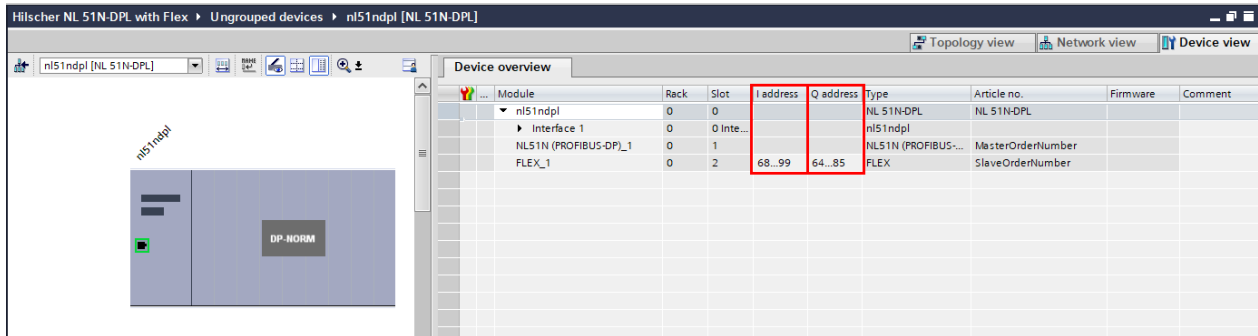 Hilscher NL 51N-DPL with Flex ▸ Ungrouped devices ▸ nl51ndpl [NL 51N-DPL]
Topology view Network view Device view
nl51ndpl [NL 51N-DPL]
Device overview
... Module Rack Slot I address Q address Type Article no. Firmware Comment
nl51ndpl 0 0 NL 51N-DPL NL 51N-DPL
Interface 1 0 0 Inte... nl51ndpl
NL51N (PROFIBUS-DP)_1 0 1 NL51N (PROFIBUS-... MasterOrderNumber
FLEX_1 0 2 68...99 64...85 FLEX SlaveOrderNumber
nl51ndpl
DP-NORM